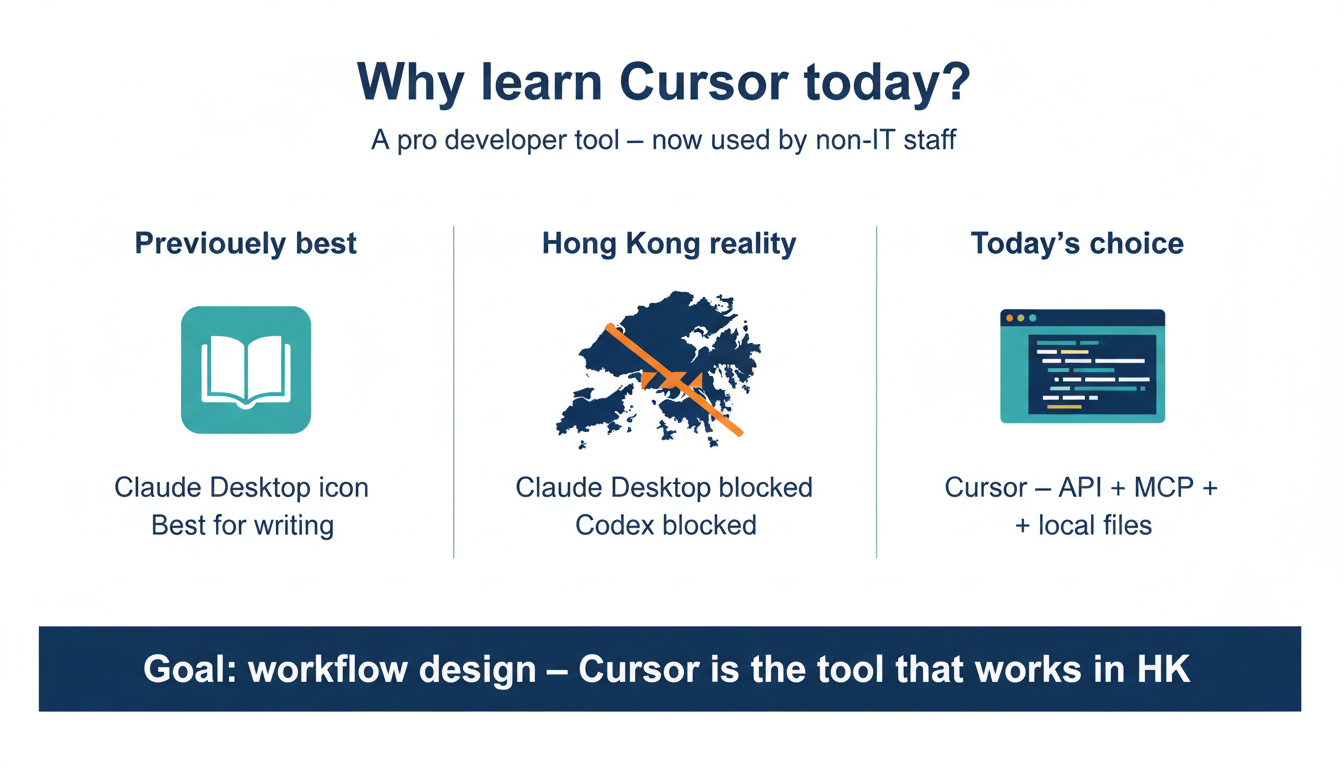 Why learn Cursor today?
A pro developer tool – now used by non-IT staff
Previouely best
Claude Desktop icon
Best for writing
Hong Kong reality
Claude Desktop blocked
Codex blocked
Today’s choice
Cursor – API + MCP +
+ local files
Goal: workflow design – Cursor is the tool that works in HK